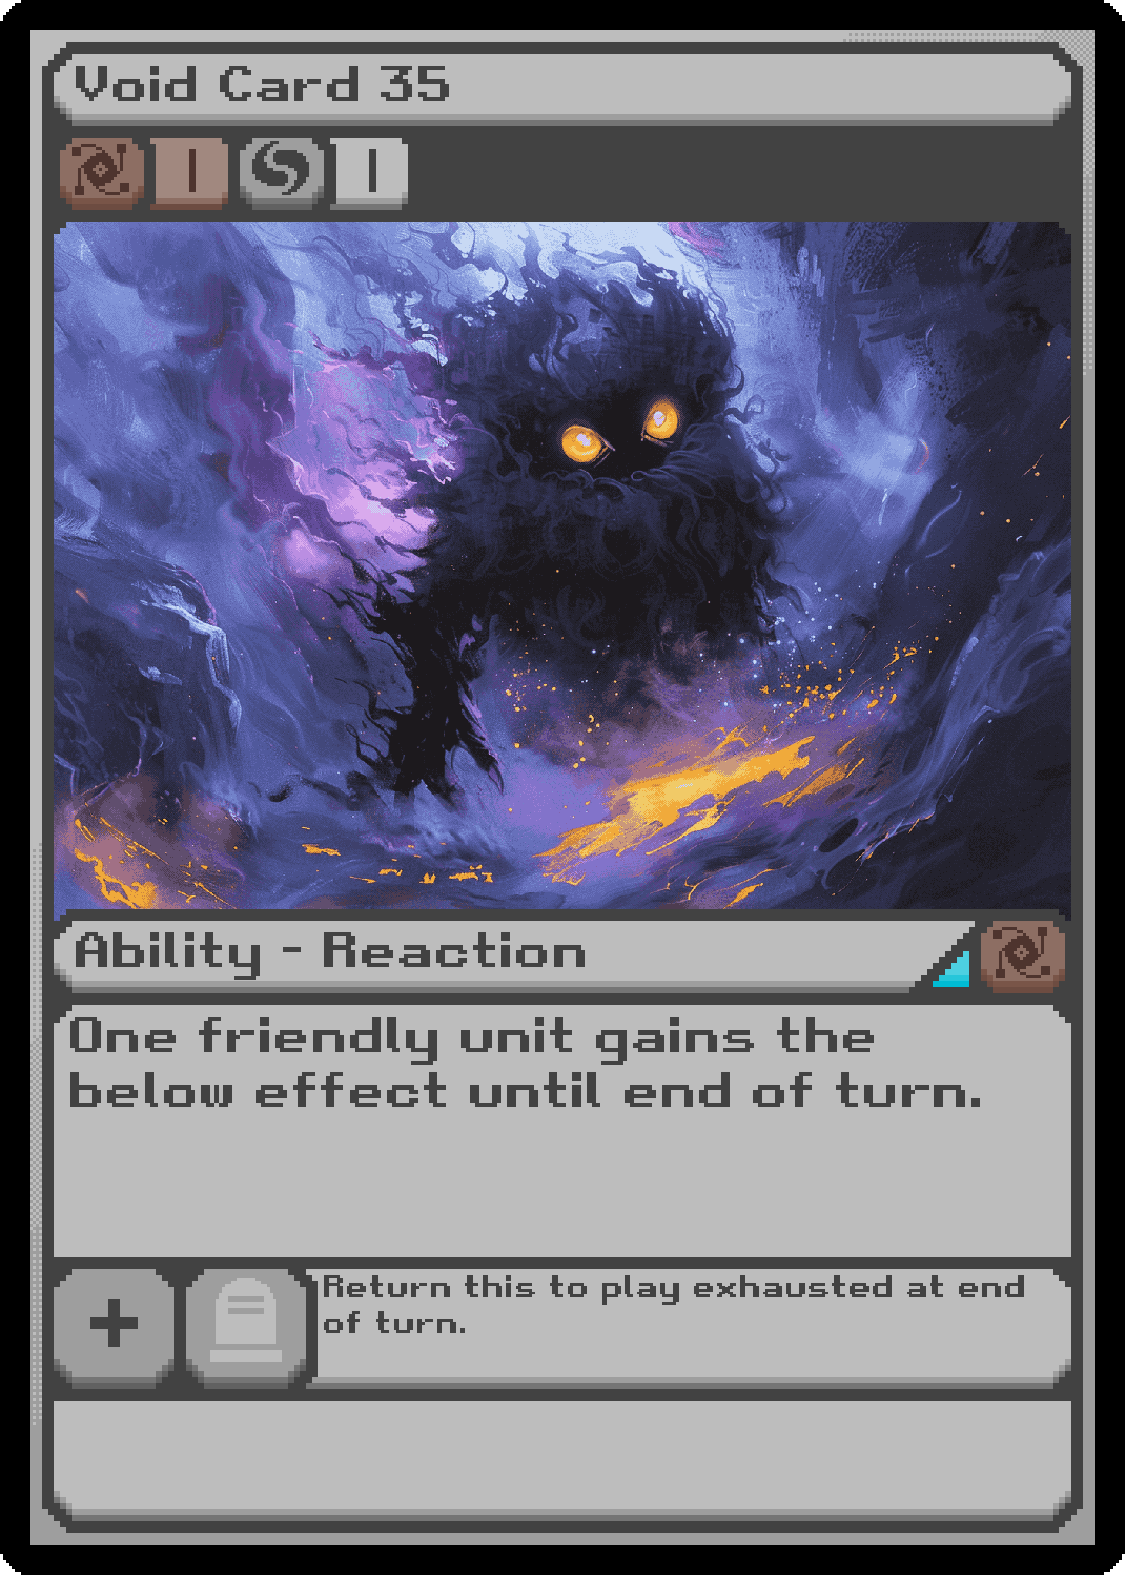 Void Card 35
1 1
Ability - Reaction
One friendly unit gains the
below effect until end of turn.
+
Return this to play exhausted at end
of turn.